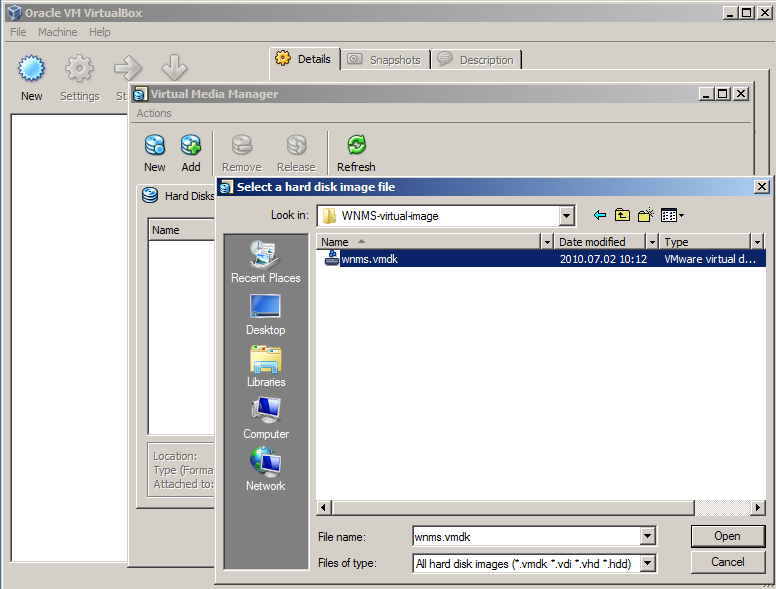 Oracle VM VirtualBox
File Machine Help
New Settings St
Details Snapshots Description
Virtual Media Manager
Actions
New Add Remove Release Refresh
Hard Disks
Name
Location:
Type (Forma
Attached to:
Select a hard disk image file
Look in: WNMS-virtual-image
Recent Places
Desktop
Libraries
Computer
Network
Name Date modified Type
wnms.vmdk 2010.07.02 10:12 VMware virtual d...
File name: wnms.vmdk Open
Files of type: All hard disk images (*.vmdk *.vdi *.vhd *.hdd) Cancel